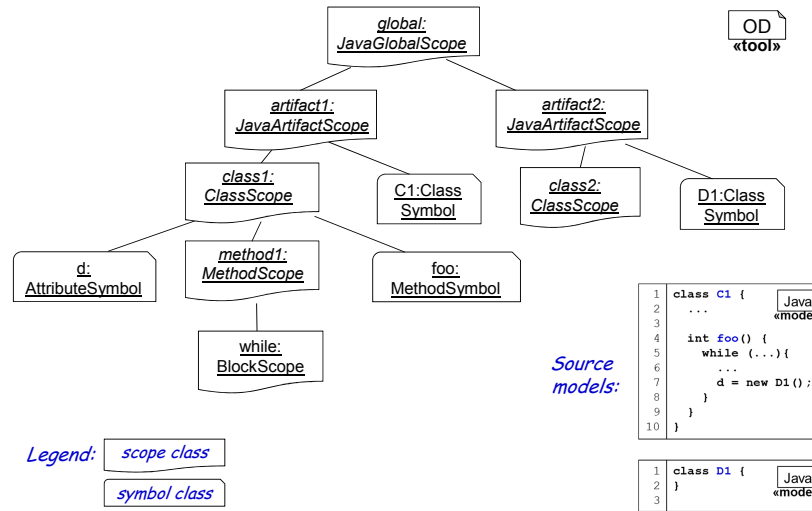 global:
JavaGlobalScope
OD
«tool»
artifact1:
JavaArtifactScope
artifact2:
JavaArtifactScope
class1:
ClassScope
C1:Class
Symbol
class2:
ClassScope
D1:Class
Symbol
d:
AttributeSymbol
method1:
MethodScope
foo:
MethodSymbol
while:
BlockScope
Source
models:
Java
«mode
1 class C1 {
2 ...
3
4 int foo() {
5 while (...){
6 ...
7 d = new D1();
8 }
9 }
10 }
Legend:
scope class
symbol class
Java
«mode
1 class D1 {
2 }
3